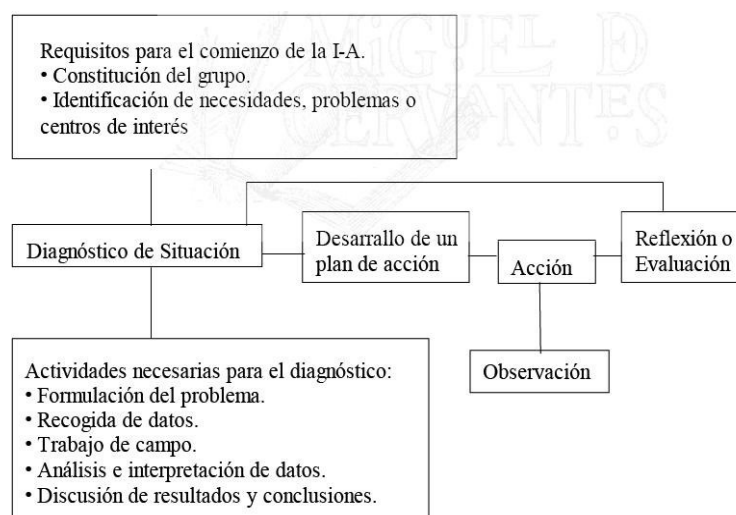 MiGUEL D
CERVANTES
Requisitos para el comienzo de la I-A.
• Constitución del grupo.
• Identificación de necesidades, problemas o
centros de interés
Diagnóstico de Situación
Desarrallo de un
plan de acción
Acción
Reflexión o
Evaluación
Observación
Actividades necesarias para el diagnóstico:
• Formulación del problema.
• Recogida de datos.
• Trabajo de campo.
• Análisis e interpretación de datos.
• Discusión de resultados y conclusiones.